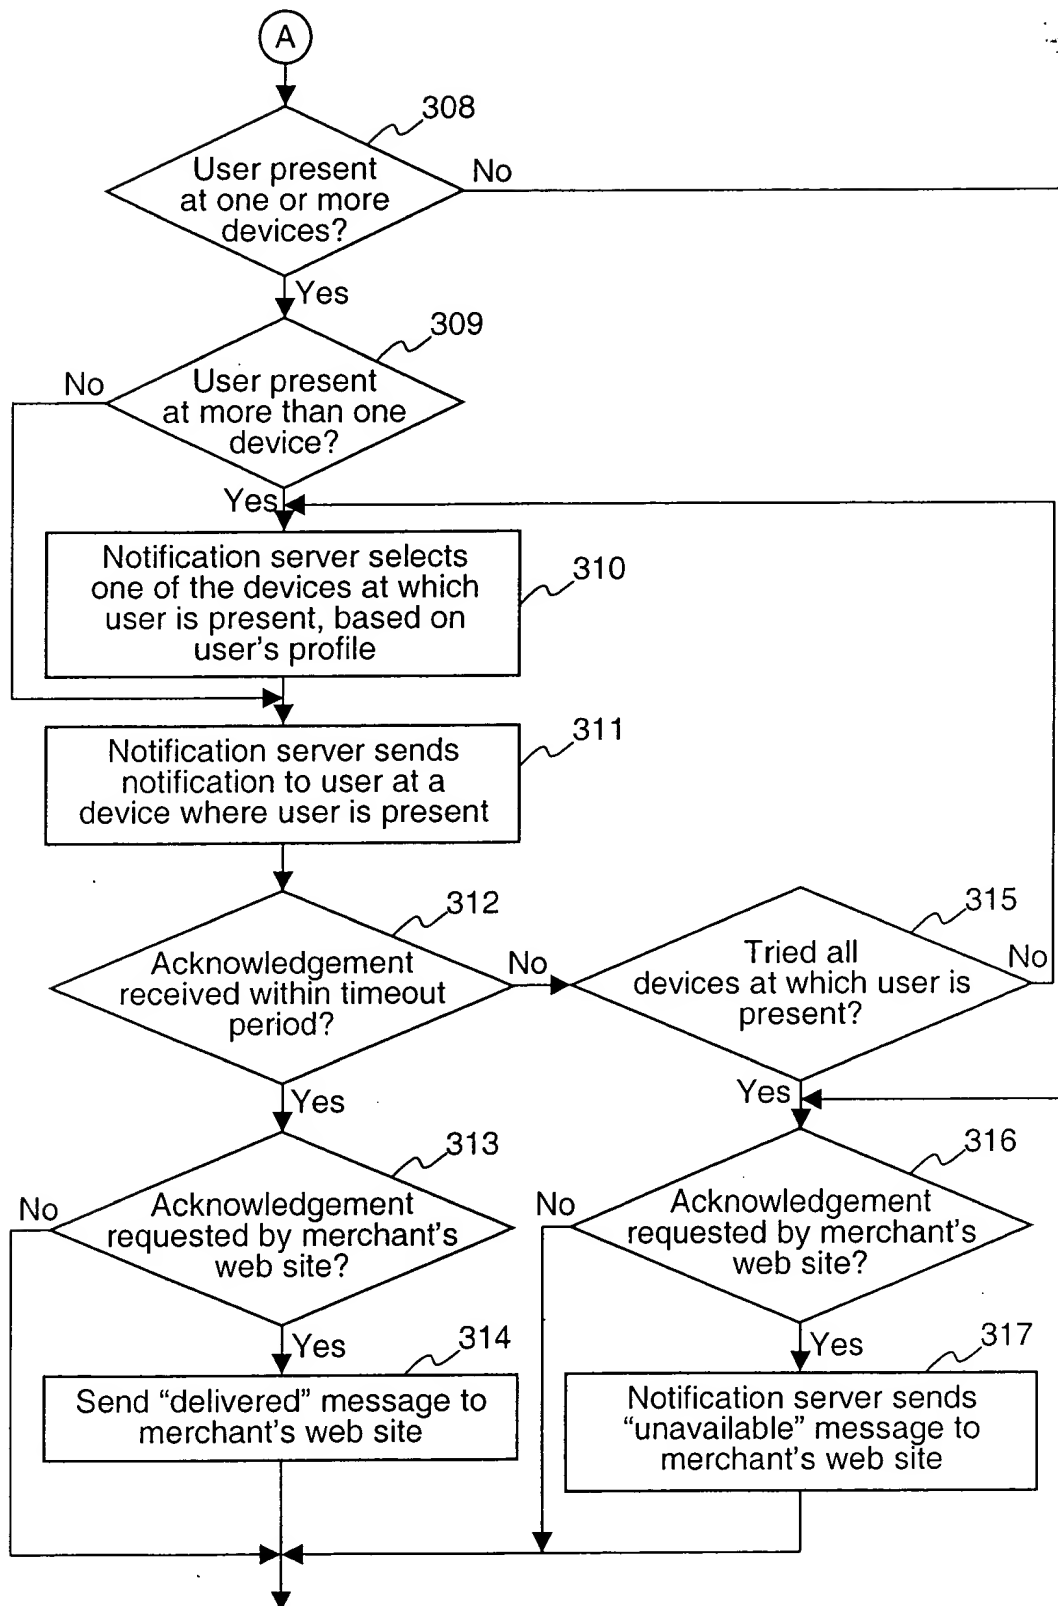 A
308
User present
at one or more
devices?
No
Yes
309
User present
at more than one
device?
No
Yes
Notification server selects
one of the devices at which
user is present, based on
user's profile
310
Notification server sends
notification to user at a
device where user is present
311
312
Acknowledgement
received within timeout
period?
No
Yes
315
Tried all
devices at which user is
present?
No
Yes
313
Acknowledgement
requested by merchant's
web site?
No
Yes
316
Acknowledgement
requested by merchant's
web site?
No
Yes
314
Send “delivered” message to
merchant's web site
317
Notification server sends
“unavailable” message to
merchant's web site